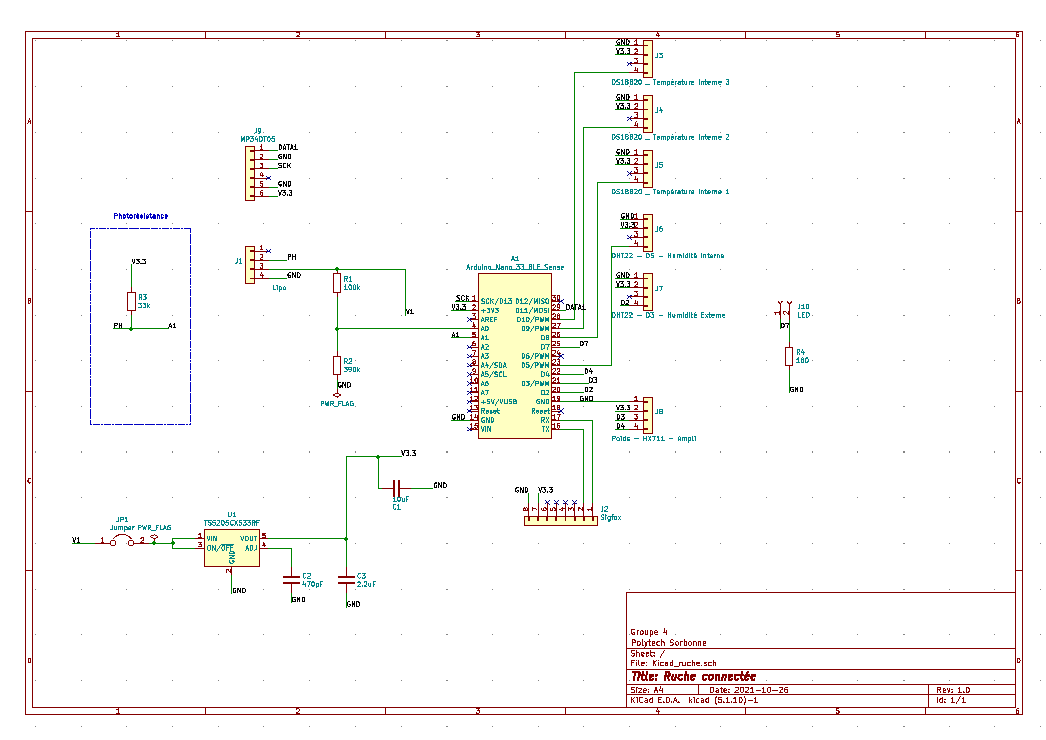 1 2 3 4 5 6
A A
B B
C C
D D
J9
MP34DT05
1 DATA1
2 GND
3 SCK
4
5 GND
6 V3.3
Photorésistance
V3.3
R3
33k
PH A1
J1
1
2 PH
3
4 GND
Lipo
R1
100k
V1
R2
390k
GND
PWR_FLAG
A1
Arduino_Nano_33_BLE_Sense
SCK 1 SCK/D13 D12/MISO 30
V3.3 2 +3V3 D11/MOSI 29 DATA1
3 AREF D10/PWM 28
4 A0 D9/PWM 27
A1 5 A1 D8 26
6 A2 D7 25 D7
7 A3 D6/PWM 24
8 A4/SDA D5/PWM 23
9 A5/SCL D4 22 D4
10 A6 D3/PWM 21 D3
11 A7 D2 20 D2
12 +5V/VUSB GND 19 GND
13 Reset Reset 18
GND 14 GND RX 17
15 VIN TX 16
GND 1
V3.3 2
3
4
J3
DS18B20 _ Température Interne 3
GND 1
V3.3 2
3
4
J4
DS18B20 _ Température Interne 2
GND 1
V3.3 2
3
4
J5
DS18B20 _ Température Interne 1
GND 1
V3.3 2
3
4
J6
DHT22 - D5 - Humidité Interne
GND 1
V3.3 2
3
D2 4
J7
DHT22 - D3 - Humidité Externe
1
V3.3 2
D3 3
D4 4
J8
Poids - HX711 - Ampli
J10
LED
1 2
D7
R4
180
GND
GND V3.3
8 7 6 5 4 3 2 1
J2
Sigfox
V3.3
10uF
C1
GND
V1
JP1
Jumper
1 2
PWR_FLAG
U1
TS5205CX533RF
1 VIN VOUT 5
3 ON/OFF ADJ 4
GND
2
GND
C2
470pF
GND
C3
2.2uF
GND
Groupe 4
Polytech Sorbonne
Sheet: /
File: Kicad_ruche.sch
Title: Ruche connectée
Size: A4 Date: 2021-10-26 Rev: 1.0
KiCad E.D.A. kicad (5.1.10)-1 Id: 1/1
1 2 3 4 5 6